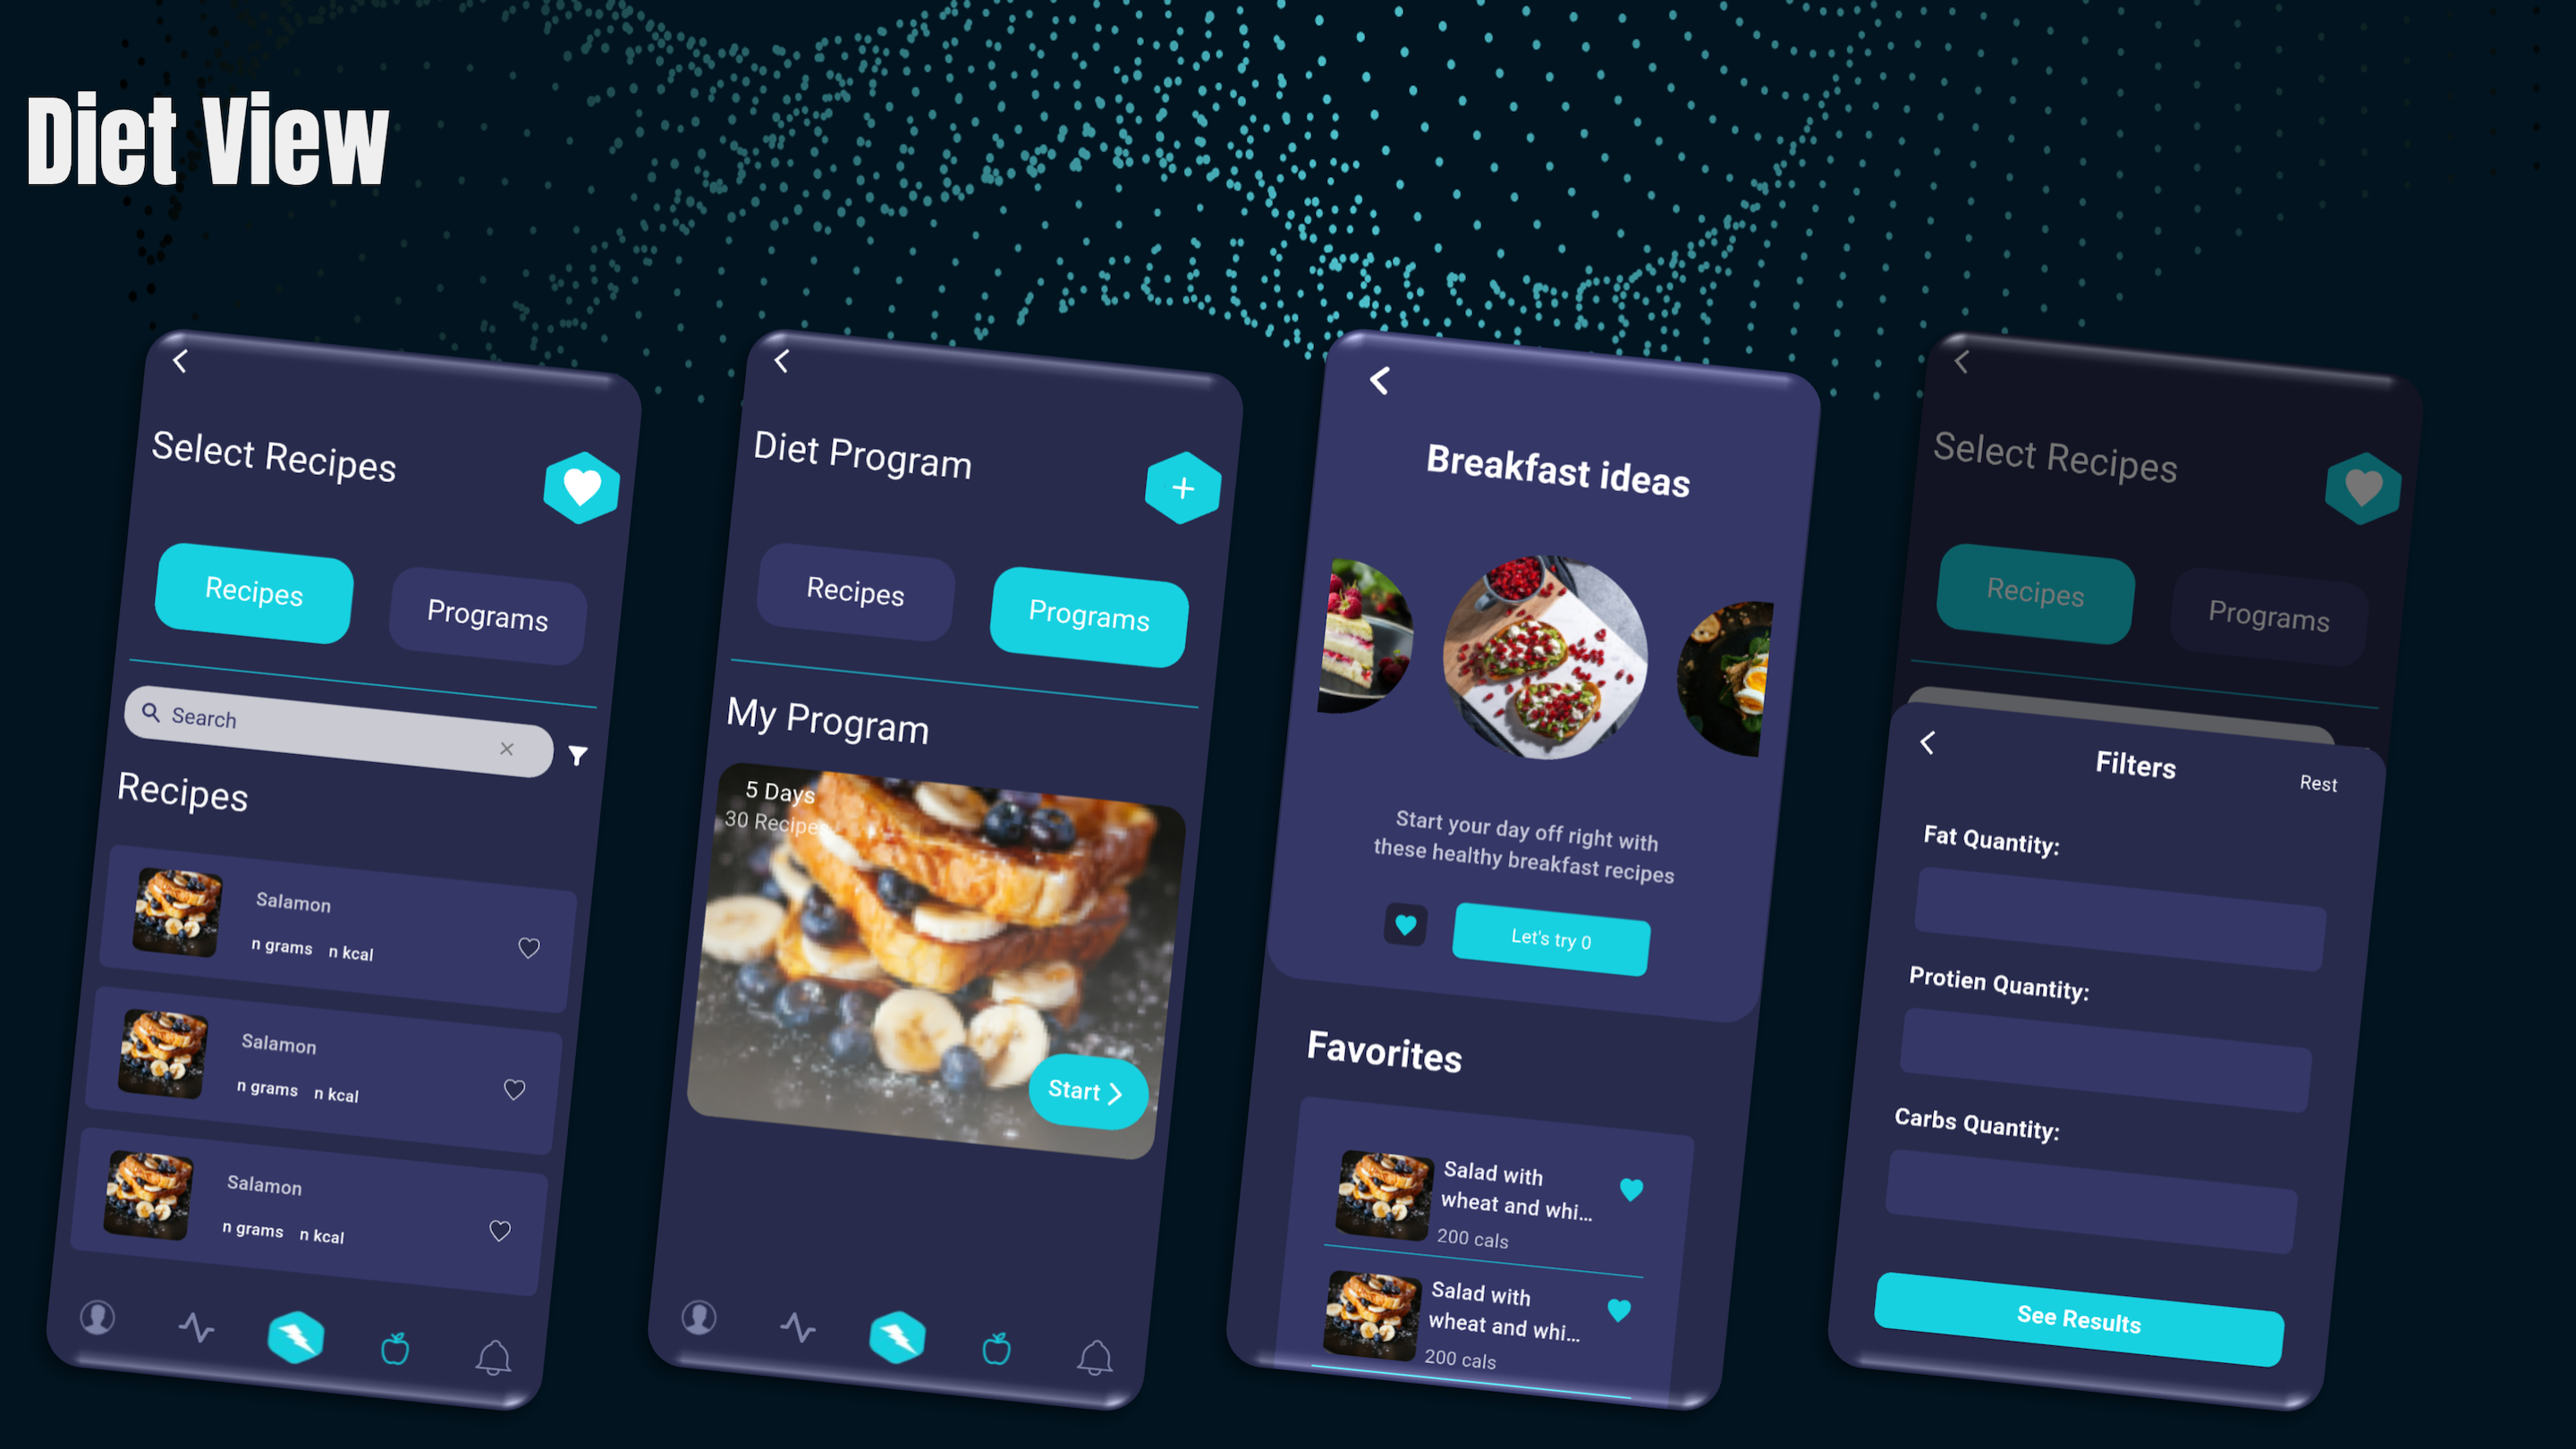 Diet View
Select Recipes
Recipes
Programs
Search
Recipes
Salamon
n grams n kcal
Salamon
n grams n kcal
Salamon
n grams n kcal
Diet Program
Recipes
Programs
My Program
5 Days
30 Recipes
Start
Breakfast ideas
Start your day off right with
these healthy breakfast recipes
Let's try 0
Favorites
Salad with
wheat and whi...
200 cals
Salad with
wheat and whi...
200 cals
Select Recipes
Recipes
Programs
Filters
Rest
Fat Quantity:
Protien Quantity:
Carbs Quantity:
See Results